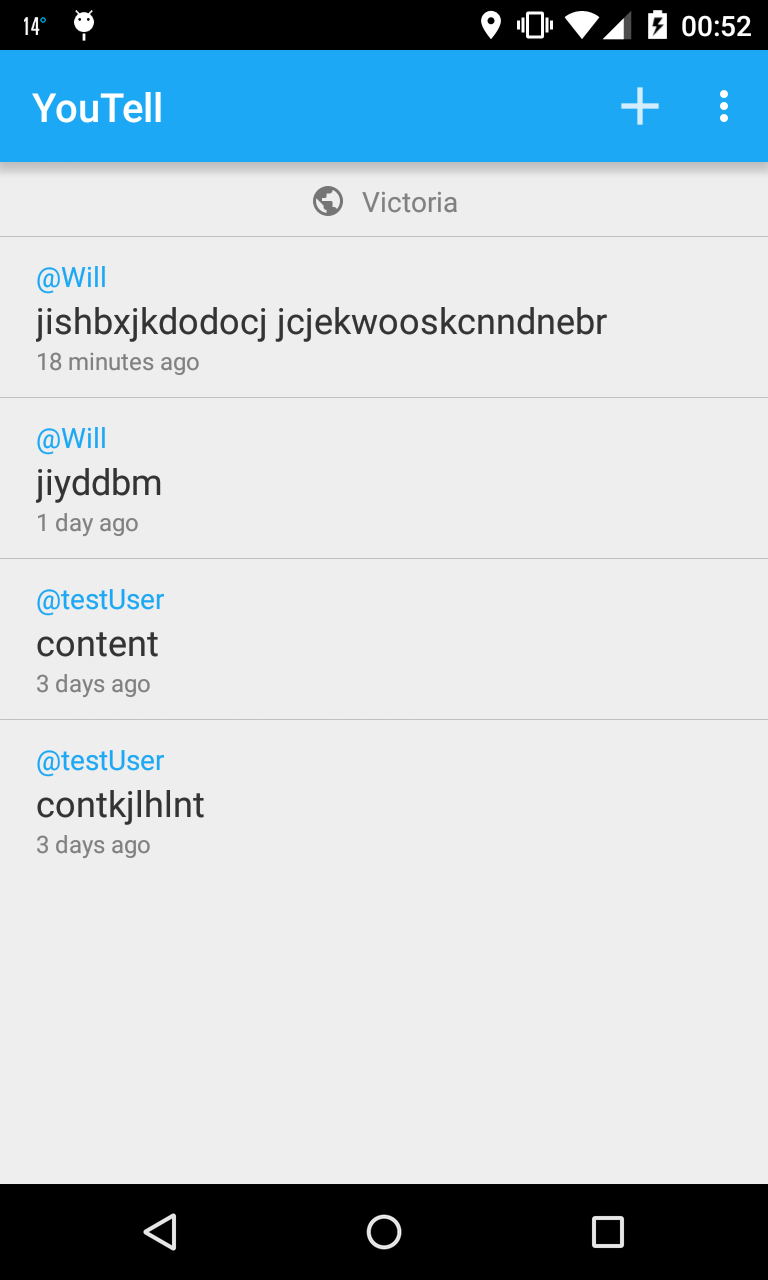 14° 00:52
YouTell
Victoria
@Will
jishbxjkdodocj jcjekwooskcnndnebr
18 minutes ago
@Will
jiyddbm
1 day ago
@testUser
content
3 days ago
@testUser
contkjlhlnt
3 days ago